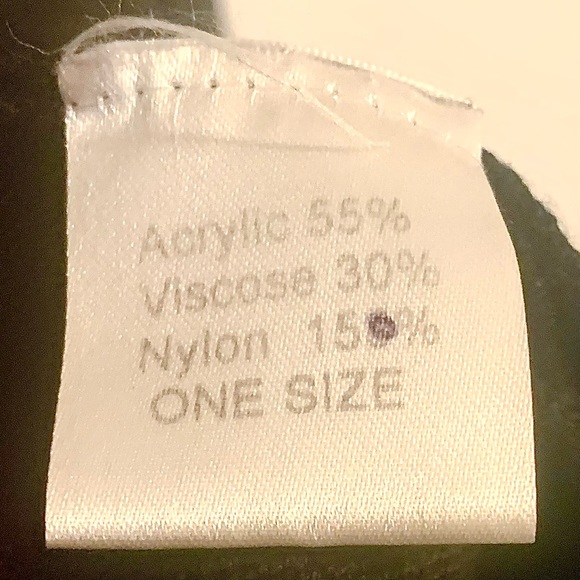 Acrylic 55%
Viscose 30%
Nylon 15%
ONE SIZE